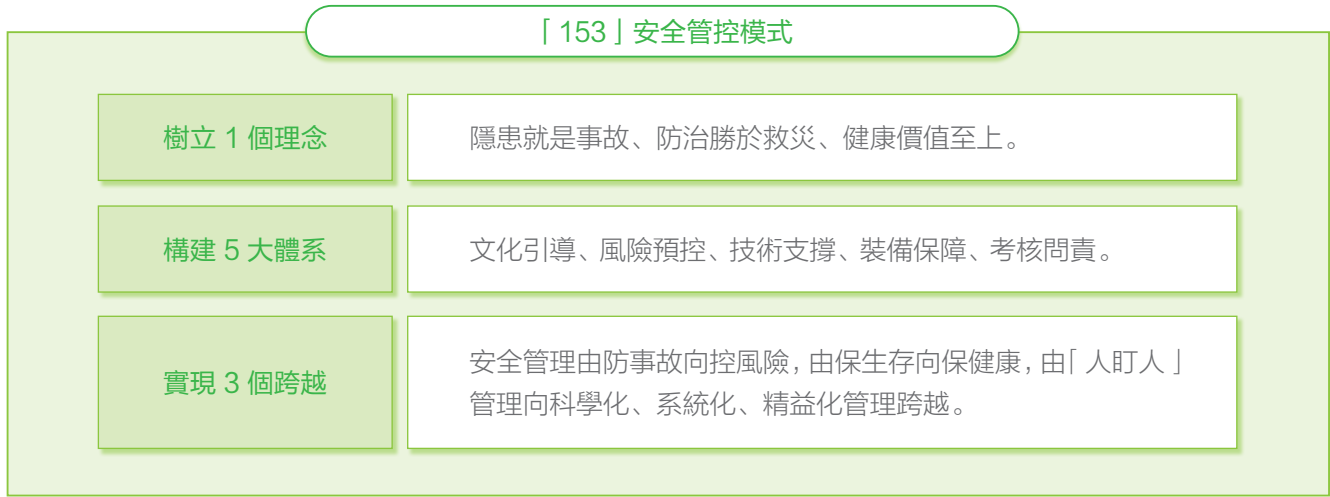 「153」安全管控模式
樹立 1 個理念
隱患就是事故、防治勝於救災、健康價值至上。
構建 5 大體系
文化引導、風險預控、技術支撐、裝備保障、考核問責。
實現 3 個跨越
安全管理由防事故向控風險，由保生存向保健康，由「人盯人」
管理向科學化、系統化、精益化管理跨越。